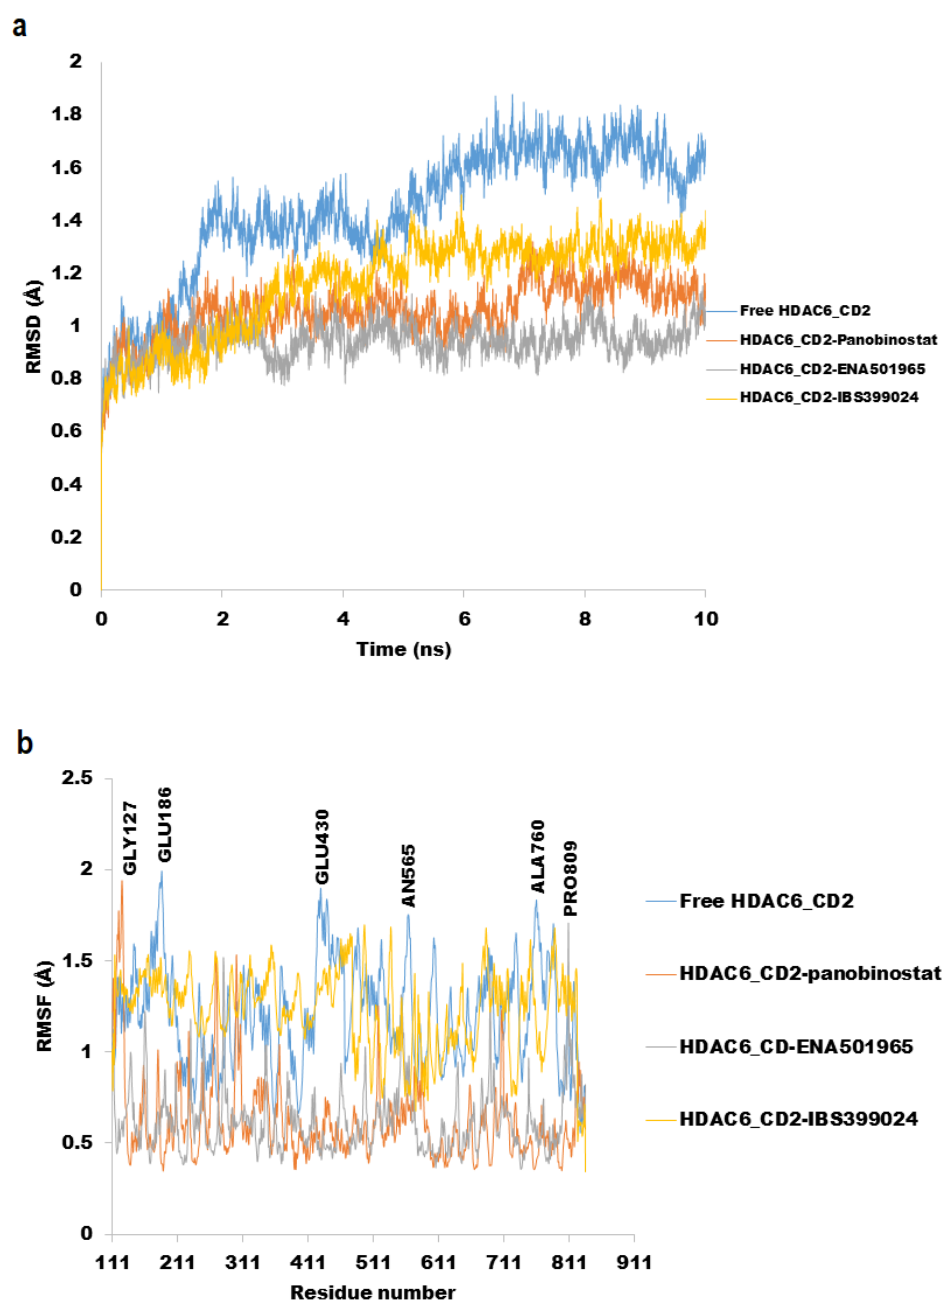 a
2
1.8
1.6
1.4
1.2
1
0.8
0.6
0.4
0.2
0
RMSD (Å)
0 2 4 6 8 10
Time (ns)
Free HDAC6_CD2
HDAC6_CD2-Panobinostat
HDAC6_CD2-ENA501965
HDAC6_CD2-IBS399024
b
2.5
2
1.5
1
0.5
0
RMSF (Å)
GLY127
GLU186
GLU430
AN565
ALA760
PRO809
111 211 311 411 511 611 711 811 911
Residue number
Free HDAC6_CD2
HDAC6_CD2-panobinostat
HDAC6_CD-ENA501965
HDAC6_CD2-IBS399024